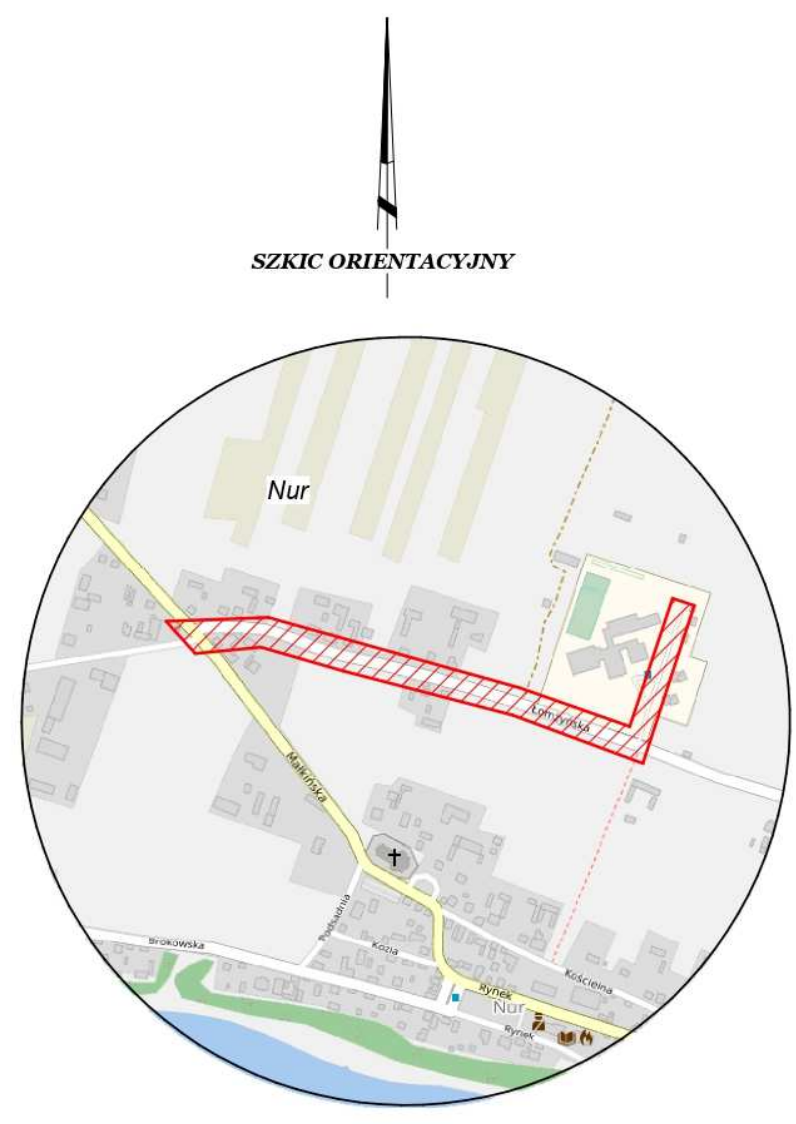 SZKIC ORIENTACYJNY
Nur
Łomżyńska
Małkińska
Podsadnia
Brokowska
Kozia
Kościelna
Rynek
Nur
Rynek